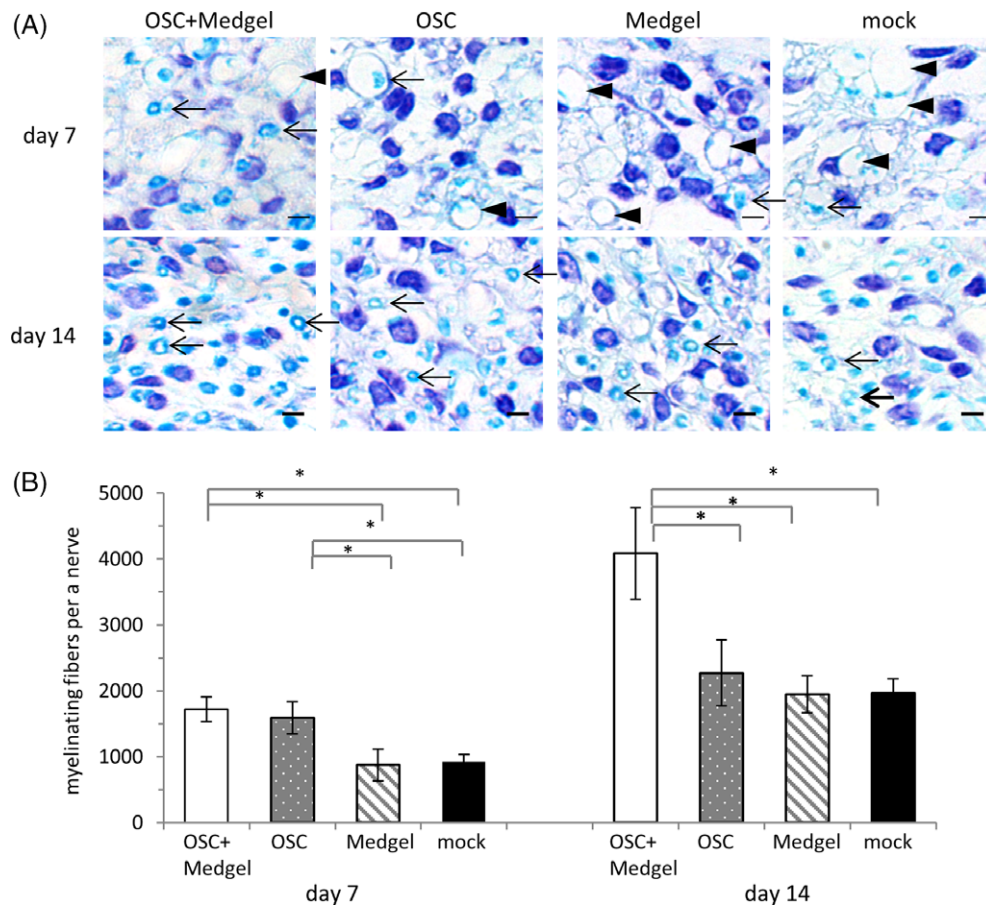 (A)
OSC+Medgel OSC Medgel mock
day 7
day 14
(B)
myelinating fibers per a nerve
5000
4000
3000
2000
1000
0
* * * * * * *
OSC+ Medgel OSC Medgel mock OSC+ Medgel OSC Medgel mock
day 7 day 14